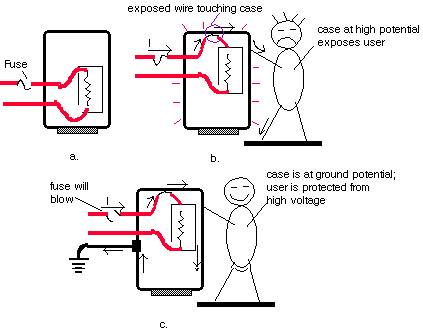 exposed wire touching case
case at high potential
exposes user
Fuse
I
a.
b.
fuse will
blow
I
case is at ground potential;
user is protected from
high voltage
c.